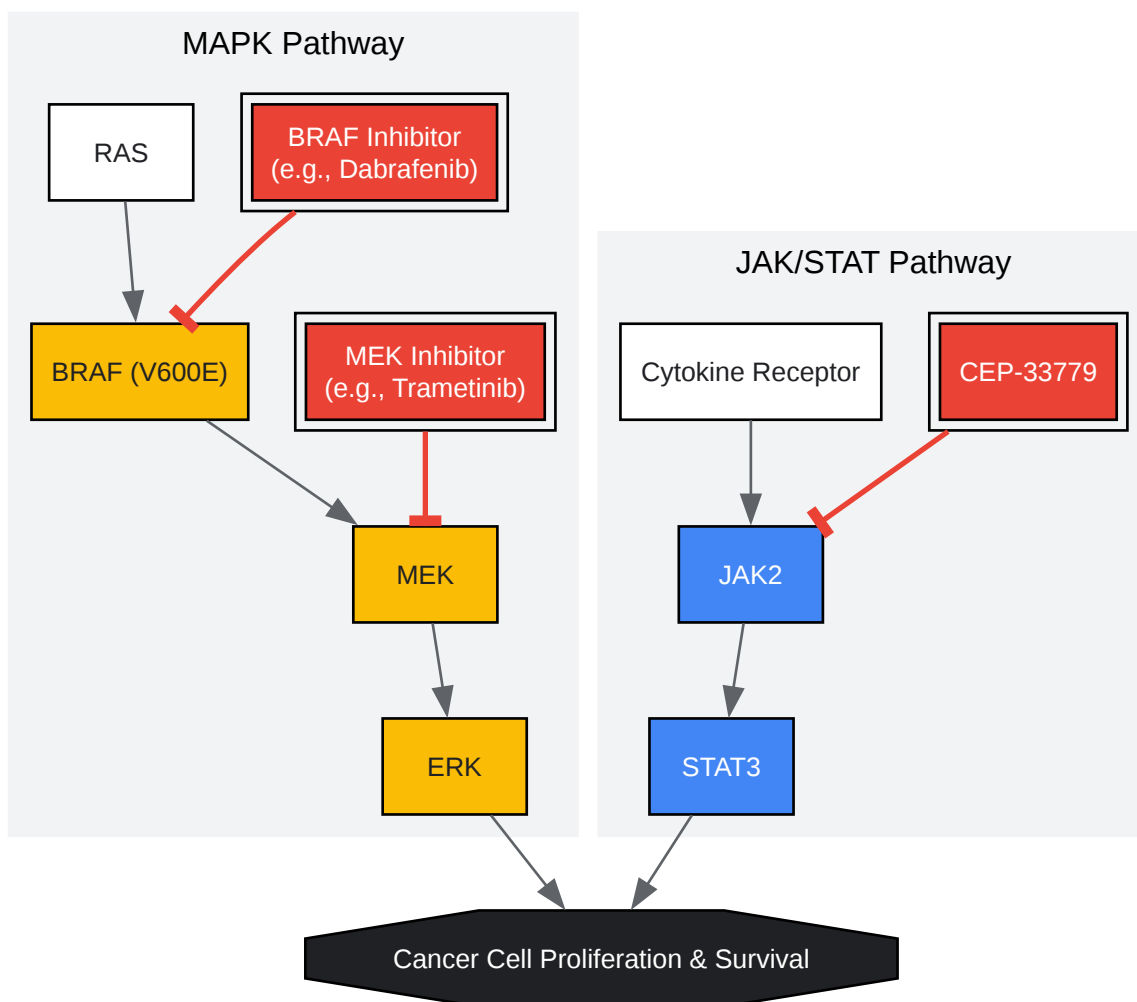 MAPK Pathway
RAS
BRAF Inhibitor
(e.g., Dabrafenib)
BRAF (V600E)
MEK Inhibitor
(e.g., Trametinib)
MEK
ERK
JAK/STAT Pathway
Cytokine Receptor
CEP-33779
JAK2
STAT3
Cancer Cell Proliferation & Survival